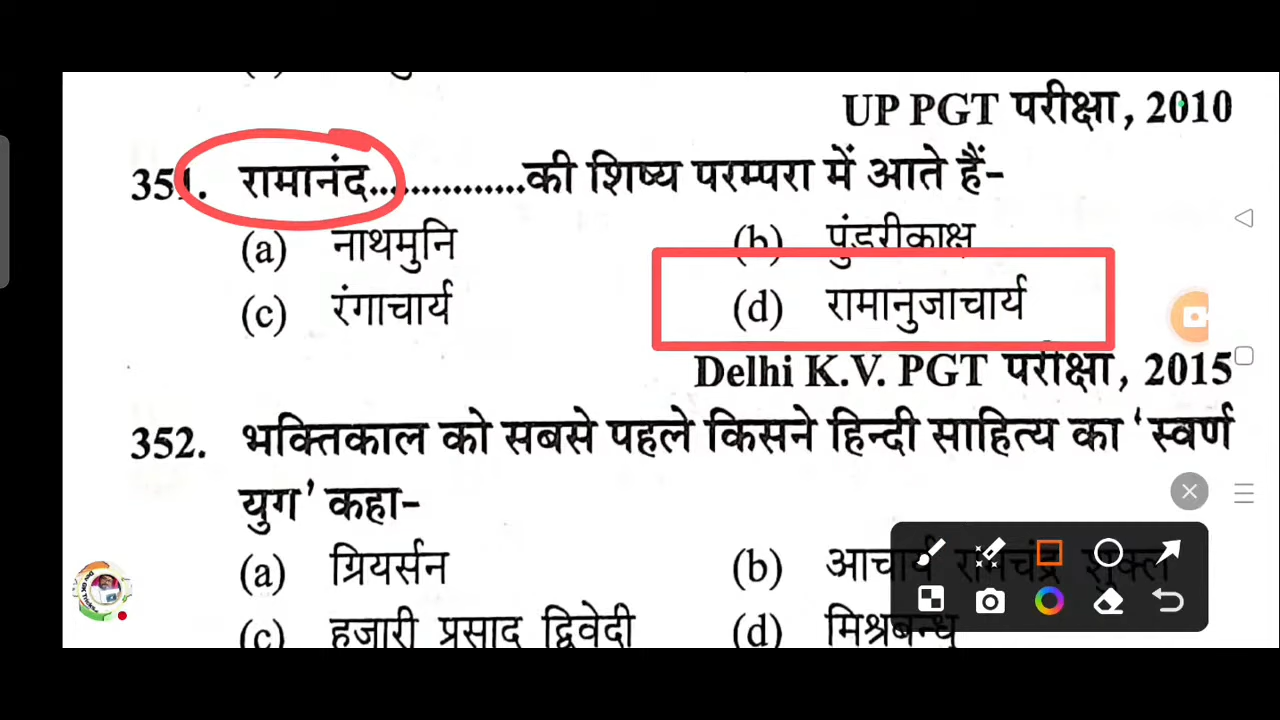 UP PGT परीक्षा, 2010
351. रामानंद...............की शिष्य परम्परा में आते हैं-
(a) नाथमुनि (b) पुंडरीकाक्ष
(c) रंगाचार्य (d) रामानुजाचार्य
Delhi K.V. PGT परीक्षा, 2015
352. भक्तिकाल को सबसे पहले किसने हिन्दी साहित्य का 'स्वर्ण
युग' कहा-
(a) ग्रियर्सन (b) आचार्य रामचंद्र शुक्ल
(c) हजारी प्रसाद द्विवेदी (d) मिश्रबन्धु